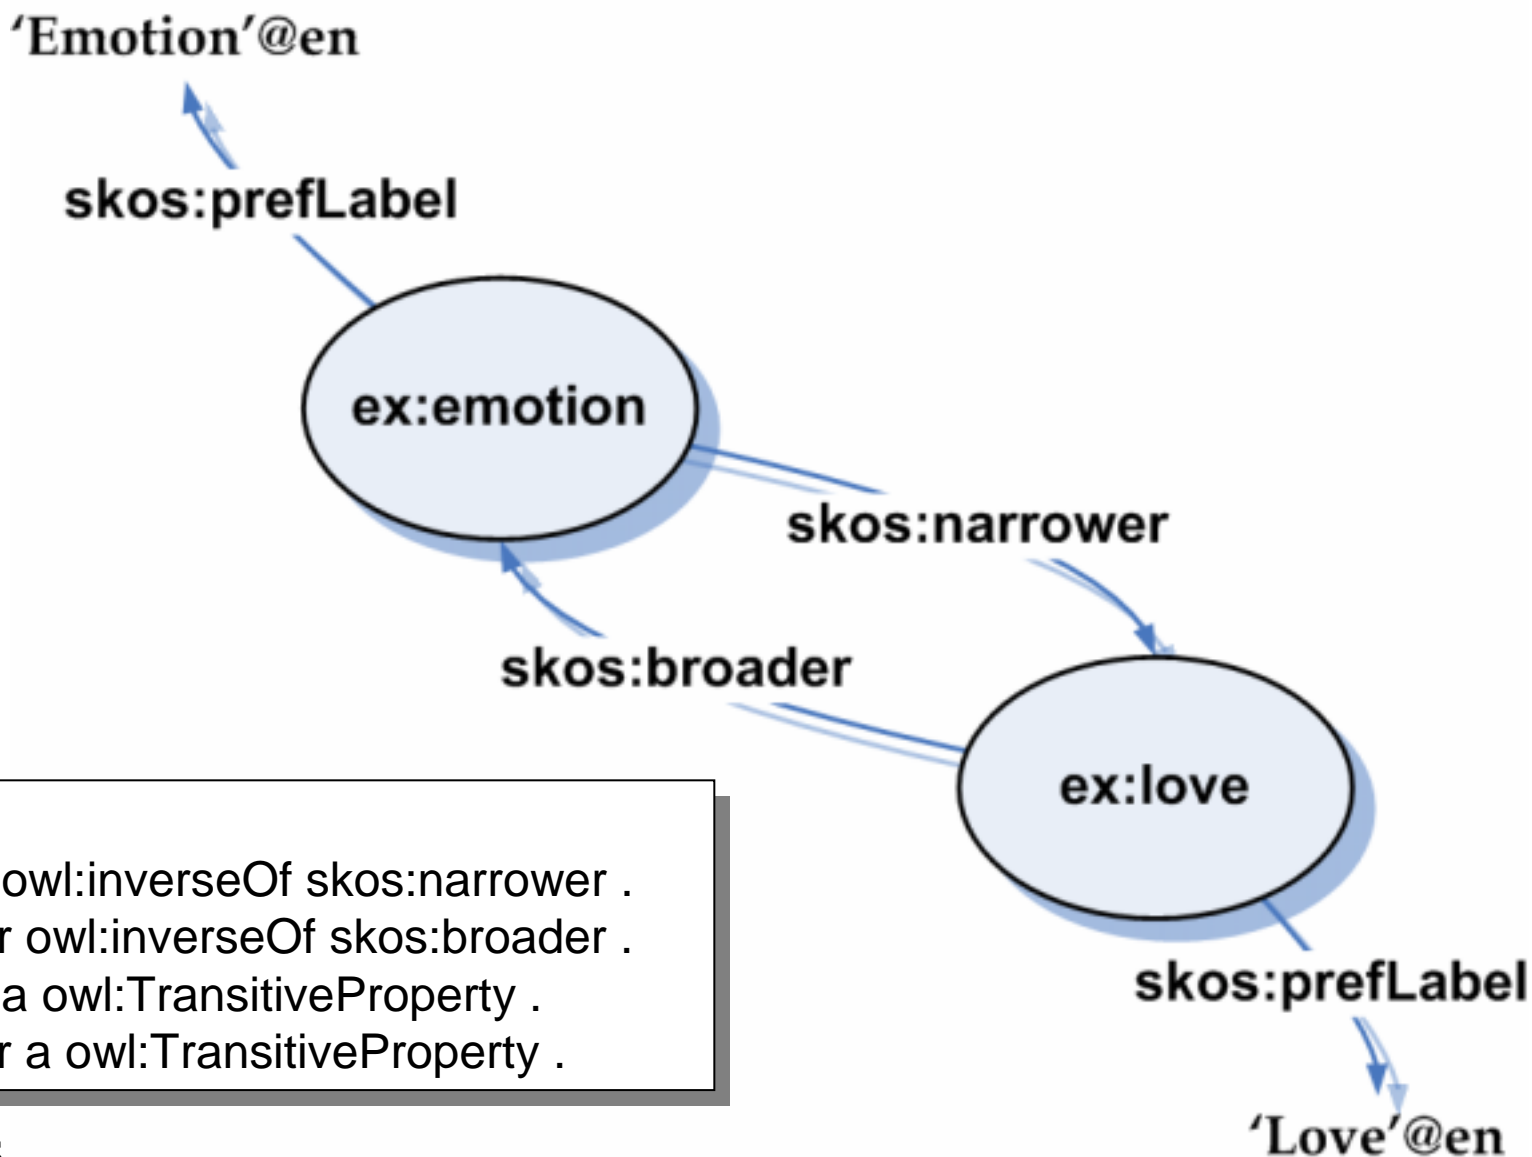 ‘Emotion’@en
skos:prefLabel
ex:emotion
skos:narrower
skos:broader
ex:love
owl:inverseOf skos:narrower .
r owl:inverseOf skos:broader .
a owl:TransitiveProperty .
r a owl:TransitiveProperty .
skos:prefLabel
‘Love’@en